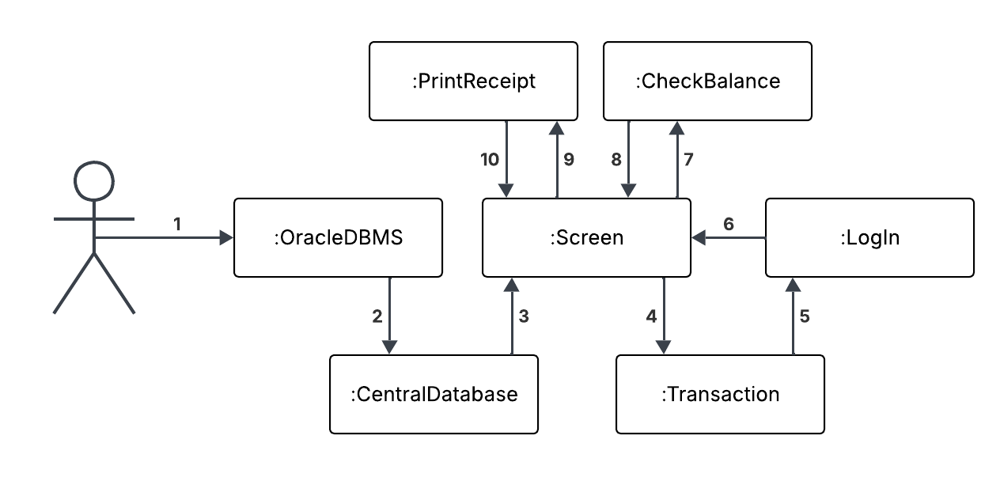 :PrintReceipt
:CheckBalance
10
9
8
7
1
:OracleDBMS
:Screen
6
:LogIn
2
3
4
5
:CentralDatabase
:Transaction